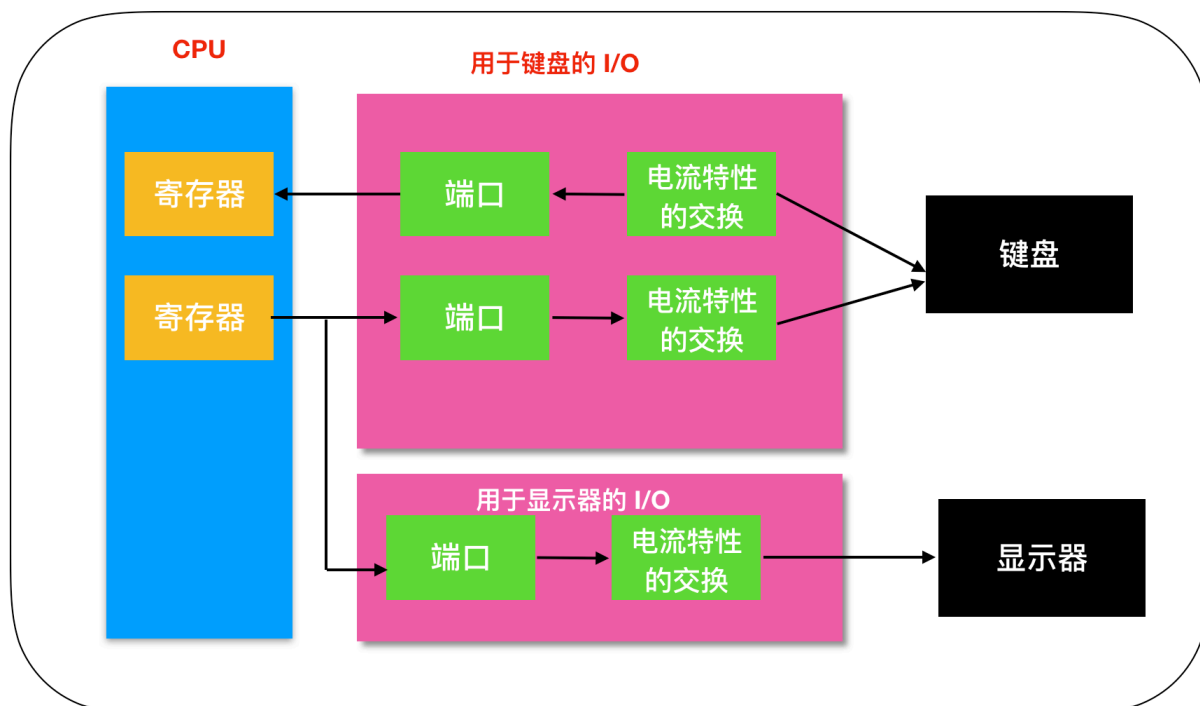 CPU
用于键盘的 I/O
寄存器
端口
电流特性
的交换
键盘
寄存器
端口
电流特性
的交换
用于显示器的 I/O
端口
电流特性
的交换
显示器